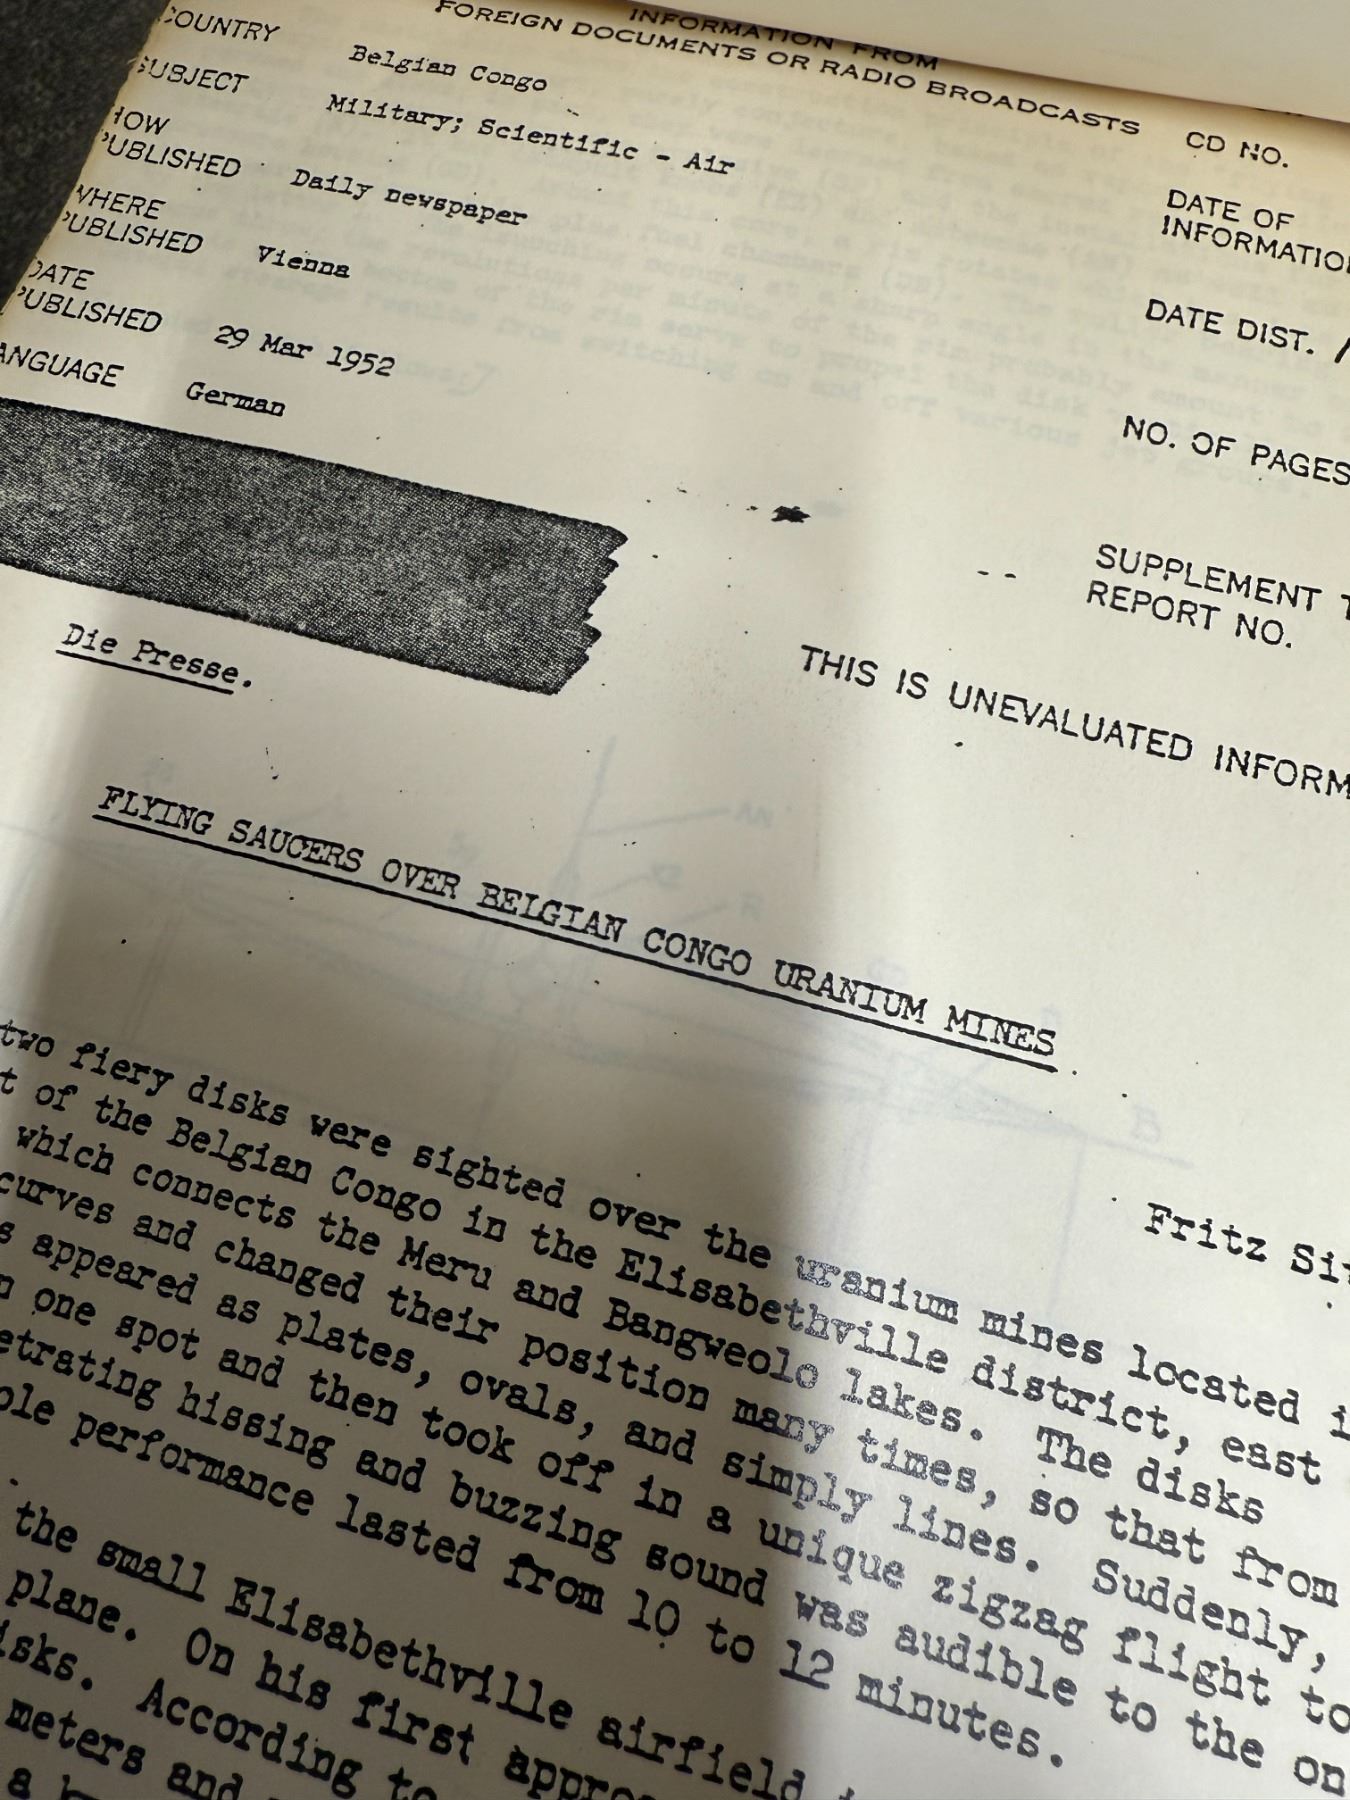 INFORMATION FROM
FOREIGN DOCUMENTS OR RADIO BROADCASTS
CD NO.
COUNTRY Belgian Congo
SUBJECT Military; Scientific - Air
HOW
PUBLISHED Daily newspaper
WHERE
PUBLISHED Vienna
DATE
PUBLISHED 29 Mar 1952
LANGUAGE German
DATE OF
INFORMATION
DATE DIST.
NO. OF PAGES
SUPPLEMENT
REPORT NO.
THIS IS UNEVALUATED INFORM
Die Presse.
FLYING SAUCERS OVER BELGIAN CONGO URANIUM MINES
Fritz
two fiery disks were sighted over the uranium mines located
of the Belgian Congo in the Elisabethville district, east
which connects the Meru and Bangweolo lakes. The disks
curves and changed their position many times, so that from
appeared as plates, ovals, and simply lines. Suddenly,
one spot and then took off in a unique zigzag flight to
etrating hissing and buzzing sound was audible to the on
performance lasted from 10 to 12 minutes.
the small Elisabethville airfield
plane. On his first appro
isks. According to
meters and
a